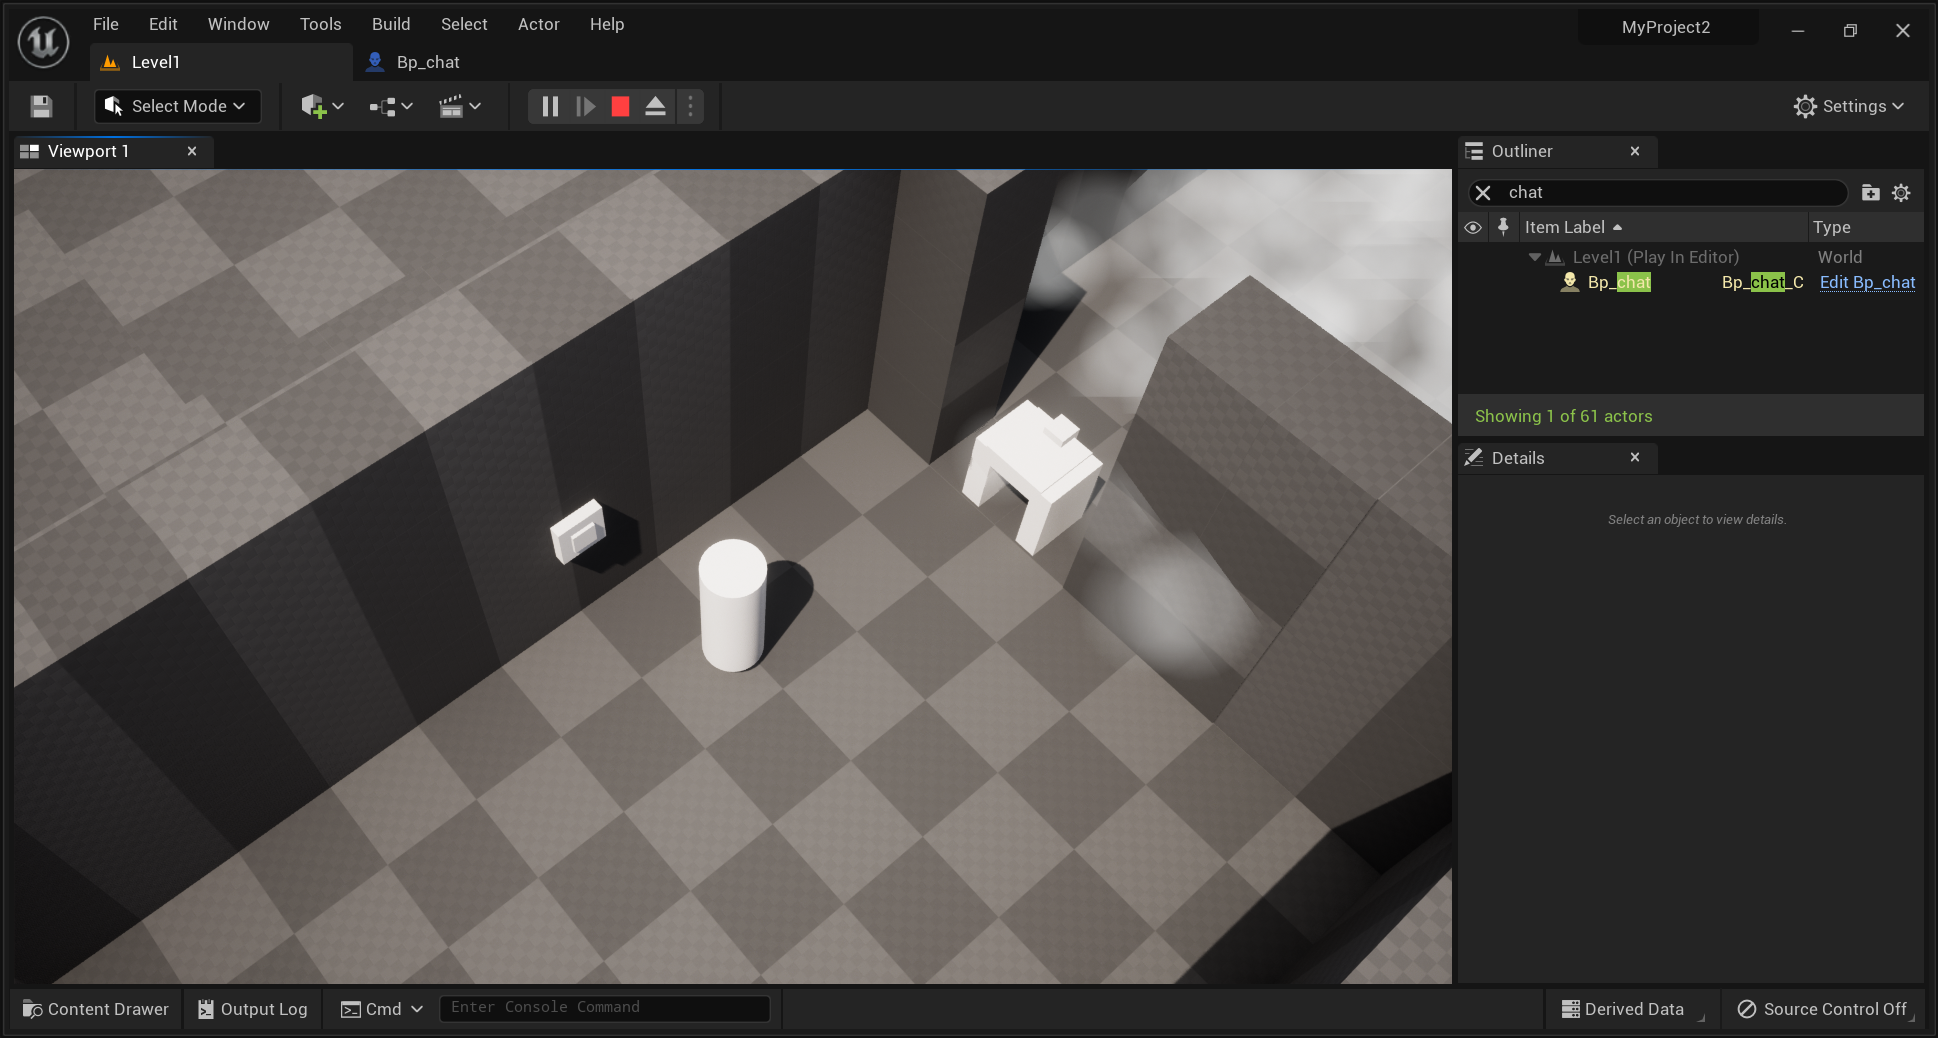 File Edit Window Tools Build Select Actor Help
MyProject2
Level1
Bp_chat
Select Mode
Settings
Viewport 1
Outliner
chat
Item Label Type
Level1 (Play In Editor) World
Bp_chat Bp_chat_C Edit Bp_chat
Showing 1 of 61 actors
Details
Select an object to view details.
Content Drawer Output Log Cmd Enter Console Command Derived Data Source Control Off